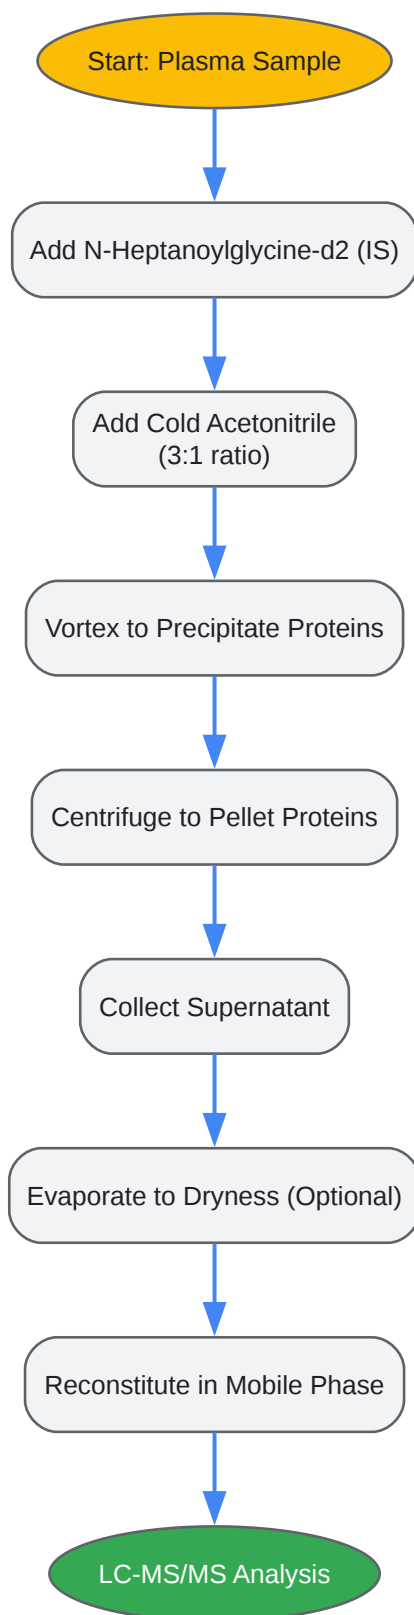 Start: Plasma Sample
Add N-Heptanoylglycine-d2 (IS)
Add Cold Acetonitrile
(3:1 ratio)
Vortex to Precipitate Proteins
Centrifuge to Pellet Proteins
Collect Supernatant
Evaporate to Dryness (Optional)
Reconstitute in Mobile Phase
LC-MS/MS Analysis